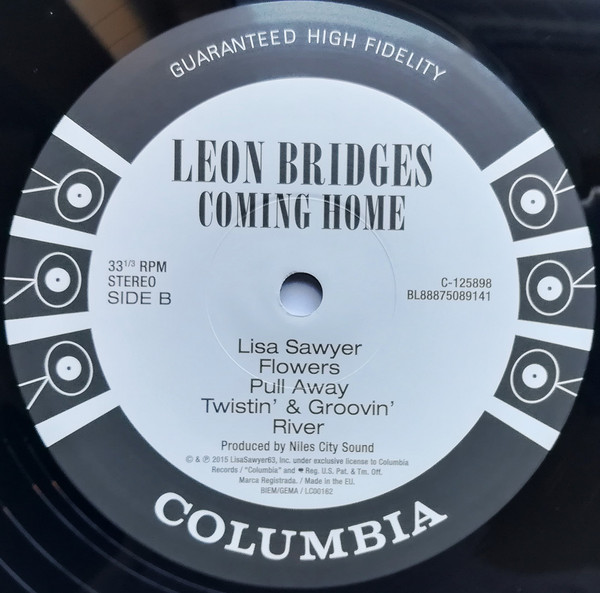 GUARANTEED HIGH FIDELITY
LEON BRIDGES
COMING HOME
33 1/3 RPM
STEREO
SIDE B
C-125898
BL88875089141
Lisa Sawyer
Flowers
Pull Away
Twistin' & Groovin'
River
Produced by Niles City Sound
© & ℗ 2015 LisaSawyer63, Inc. under exclusive license to Columbia
Records / "Columbia" and Reg. U.S. Pat. & Tm. Off.
Marca Registrada. / Made in the EU.
BIEM/GEMA / LC00162
COLUMBIA